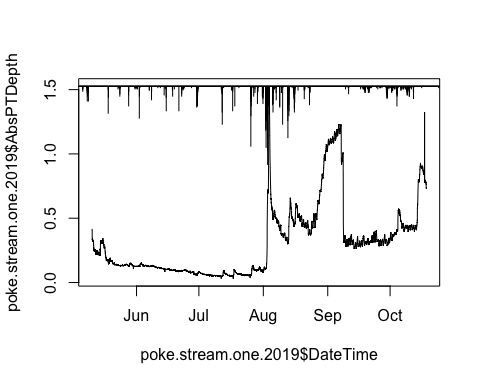 poke.stream.one.2019$AbsPTDepth
1.5
1.0
0.5
0.0
Jun Jul Aug Sep Oct
poke.stream.one.2019$DateTime